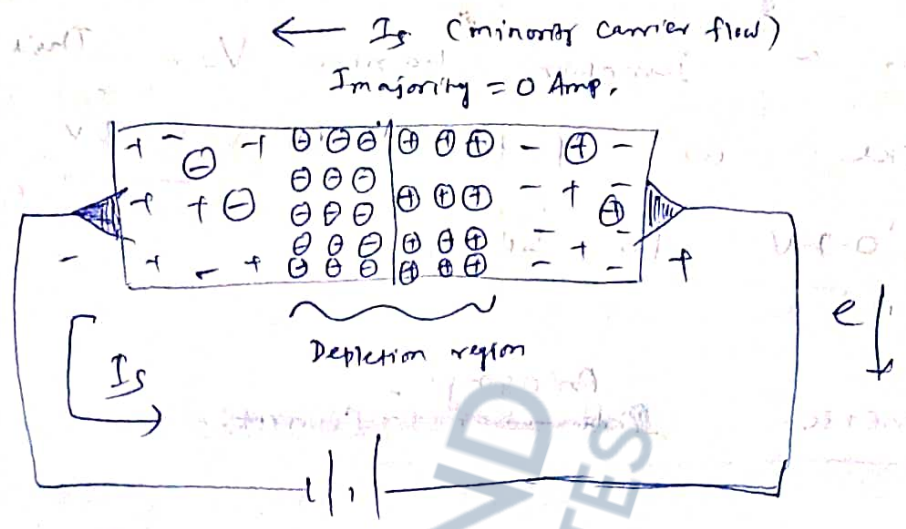 ← Is (minority carrier flow)
Imajority = 0 Amp.
+ - ⊖ + ⊖ ⊖ ⊖ ⊕ ⊕ ⊕ - ⊕ -
⊖ ⊖ ⊖
+ + ⊖ ⊖ ⊖ ⊖ ⊕ ⊕ ⊕ - + - ⊕
⊖ ⊖ ⊖ ⊕ ⊕ ⊕ - + -
- + - + ⊖ ⊖ ⊖ ⊕ ⊕ ⊕ - - +
Depletion region
e ↓
Is